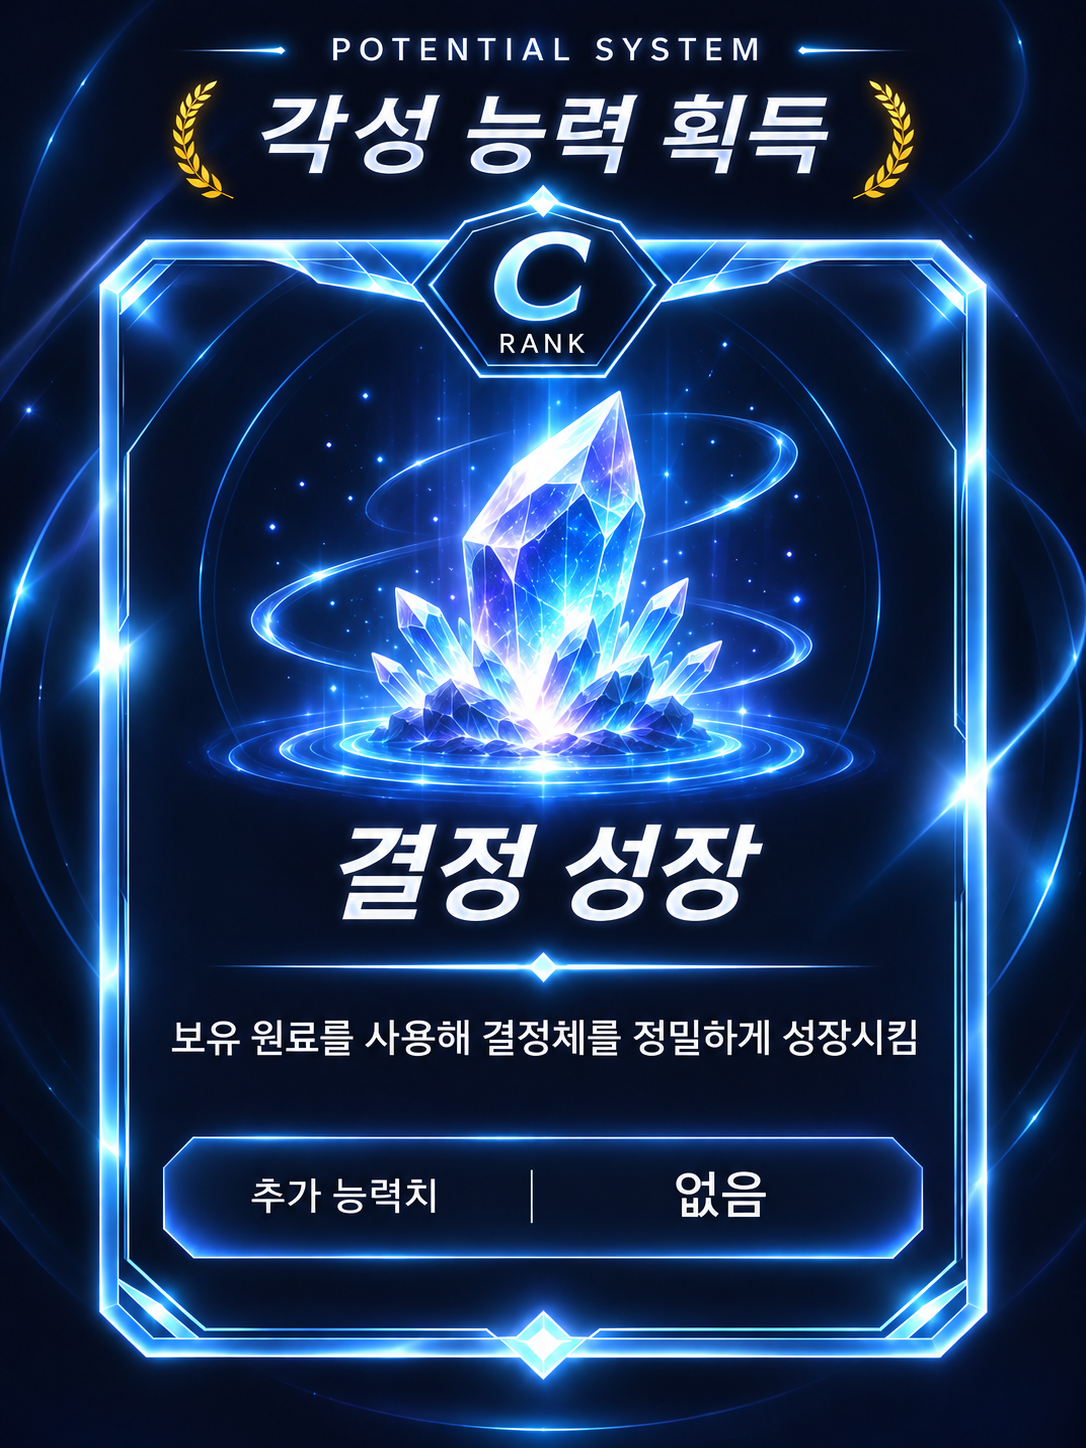 POTENTIAL SYSTEM
각성 능력 획득
C
RANK
결정 성장
보유 원료를 사용해 결정체를 정밀하게 성장시킴
추가 능력치 | 없음